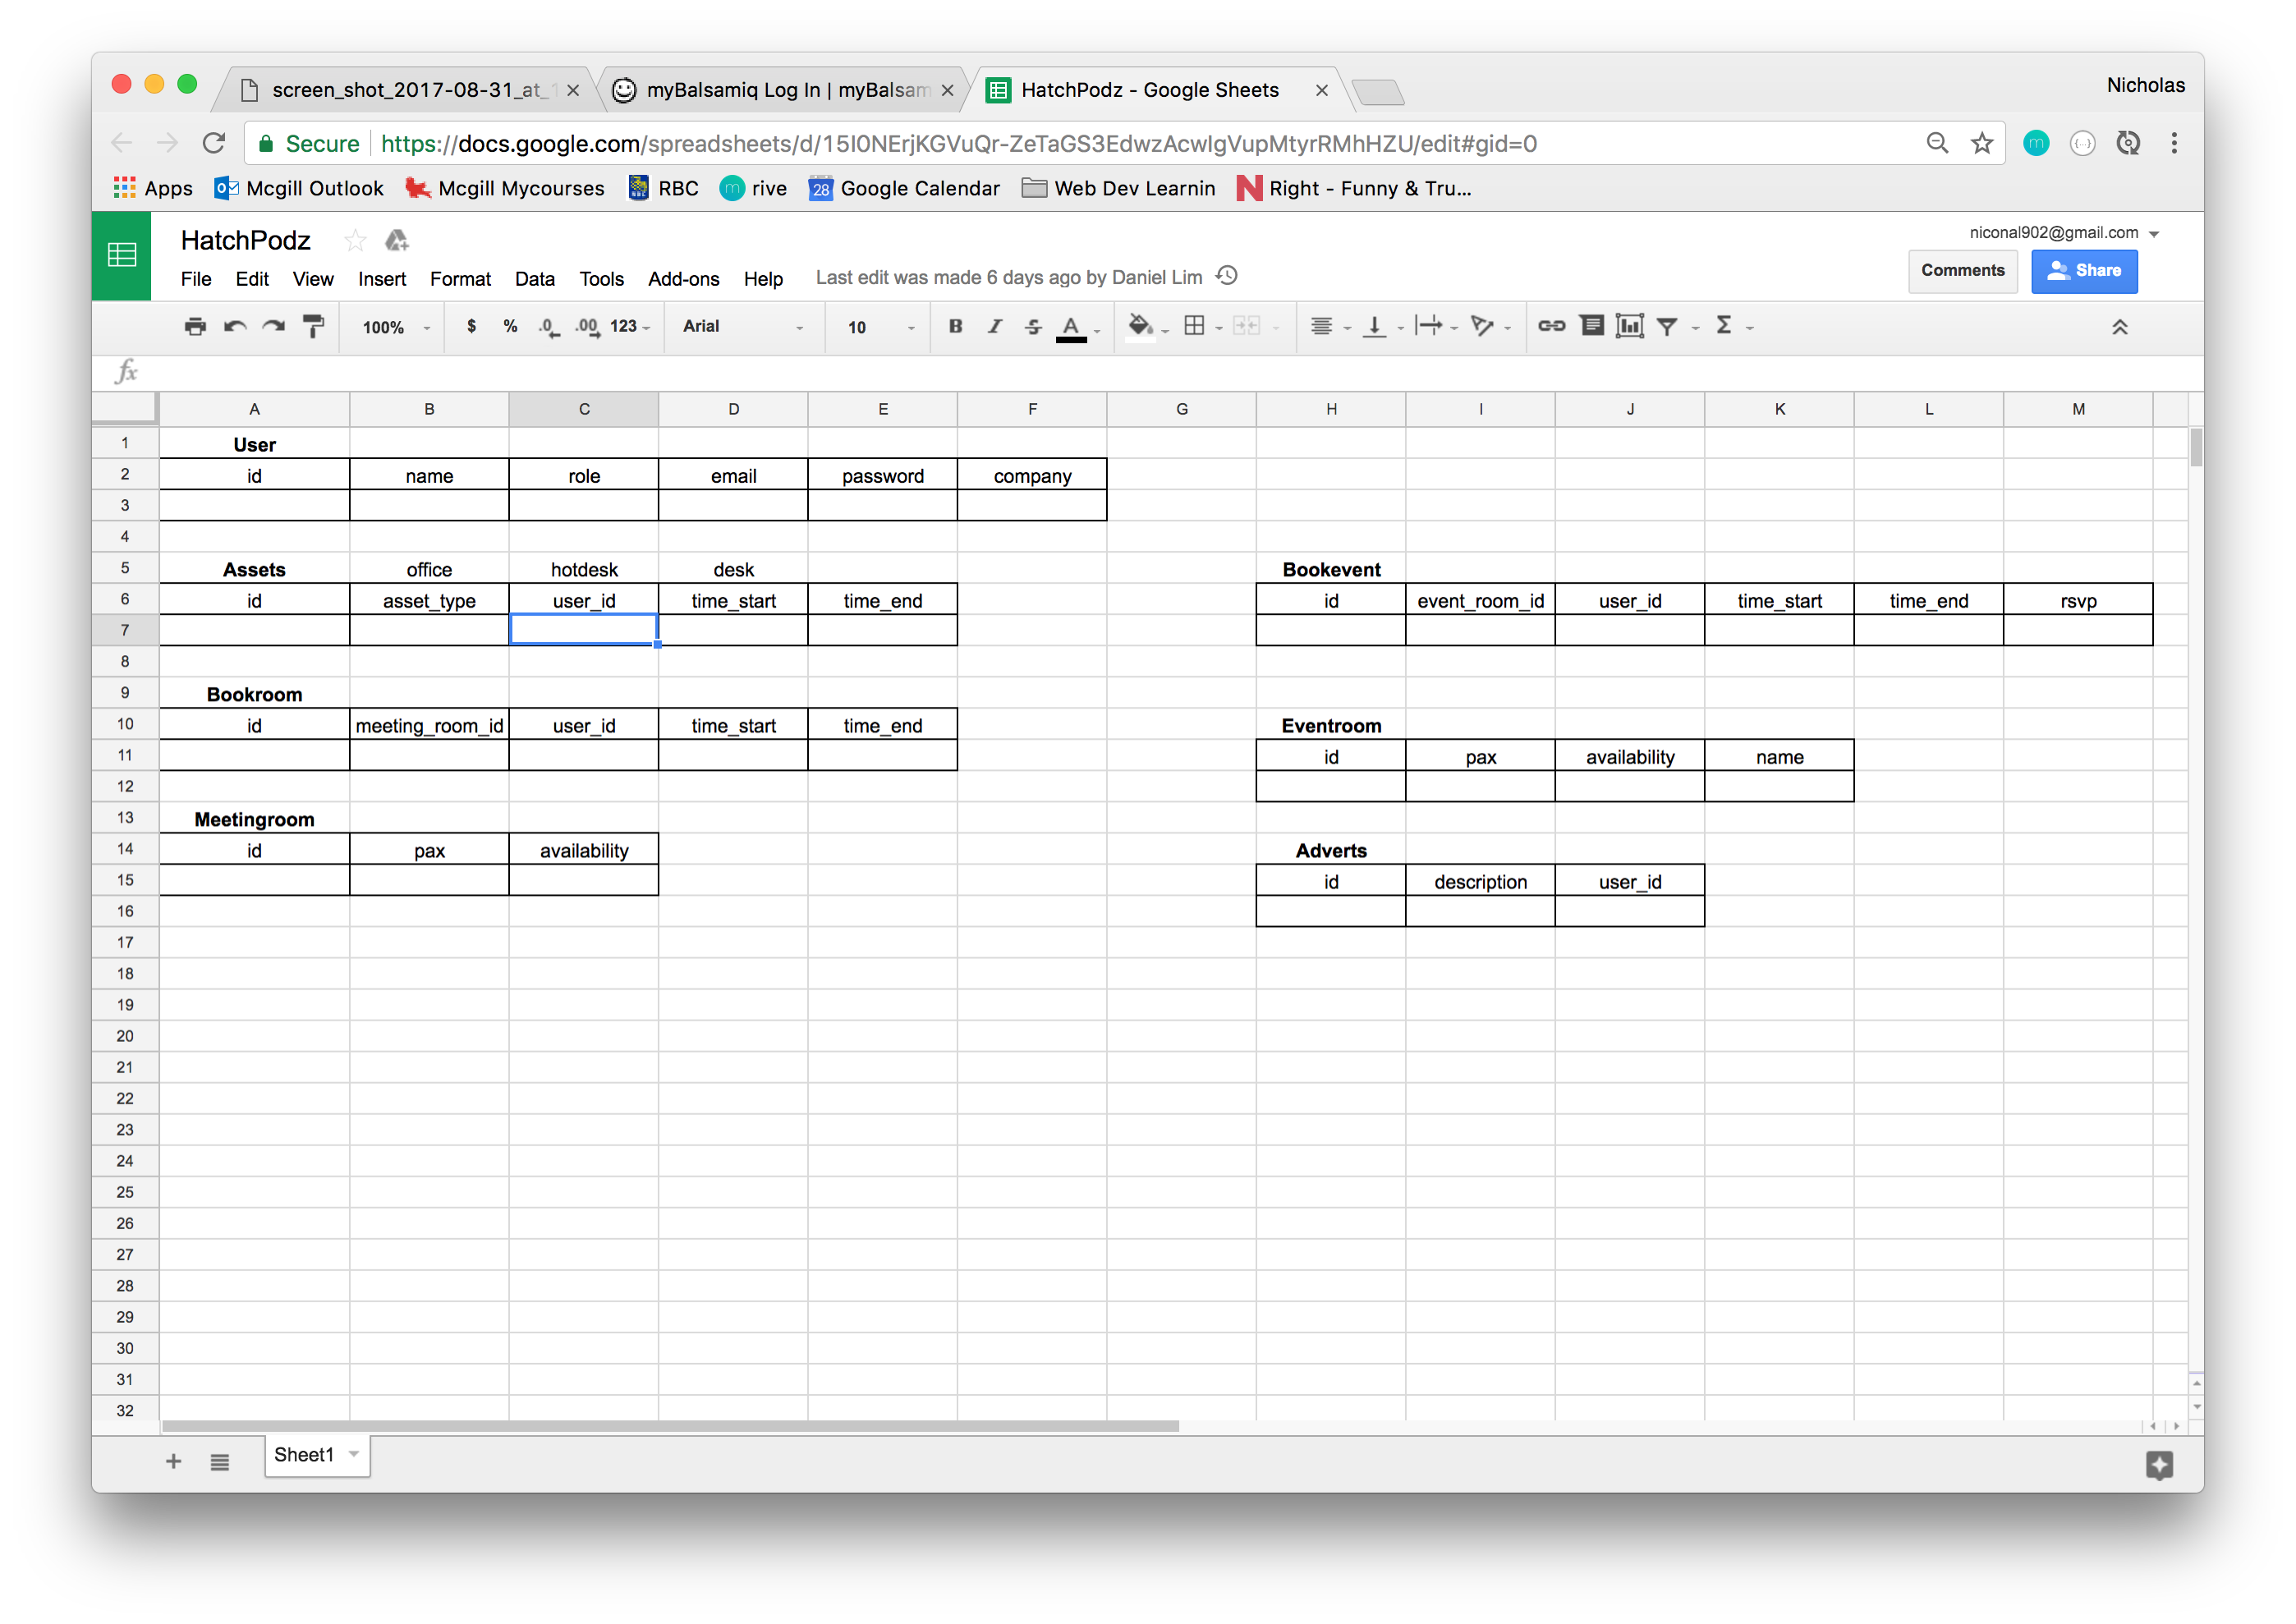 screen_shot_2017-08-31_at_1
myBalsamiq Log In | myBalsam
HatchPodz - Google Sheets
Nicholas
Secure
https://docs.google.com/spreadsheets/d/15I0NErjKGVuQr-ZeTaGS3EdwzAcwIgVupMtyrRMhHZU/edit#gid=0
Apps Mcgill Outlook Mcgill Mycourses RBC rive 28 Google Calendar Web Dev Learnin Right - Funny & Tru...
HatchPodz
niconal902@gmail.com
File Edit View Insert Format Data Tools Add-ons Help Last edit was made 6 days ago by Daniel Lim
Comments Share
100% $ % .0 .00 123 Arial 10 B I S A Σ
fx
A B C D E F G H I J K L M
1 User
2 id name role email password company
3
4
5 Assets office hotdesk desk Bookevent
6 id asset_type user_id time_start time_end id event_room_id user_id time_start time_end rsvp
7
8
9 Bookroom
10 id meeting_room_id user_id time_start time_end Eventroom
11 id pax availability name
12
13 Meetingroom
14 id pax availability Adverts
15 id description user_id
16
17
18
19
20
21
22
23
24
25
26
27
28
29
30
31
32
Sheet1